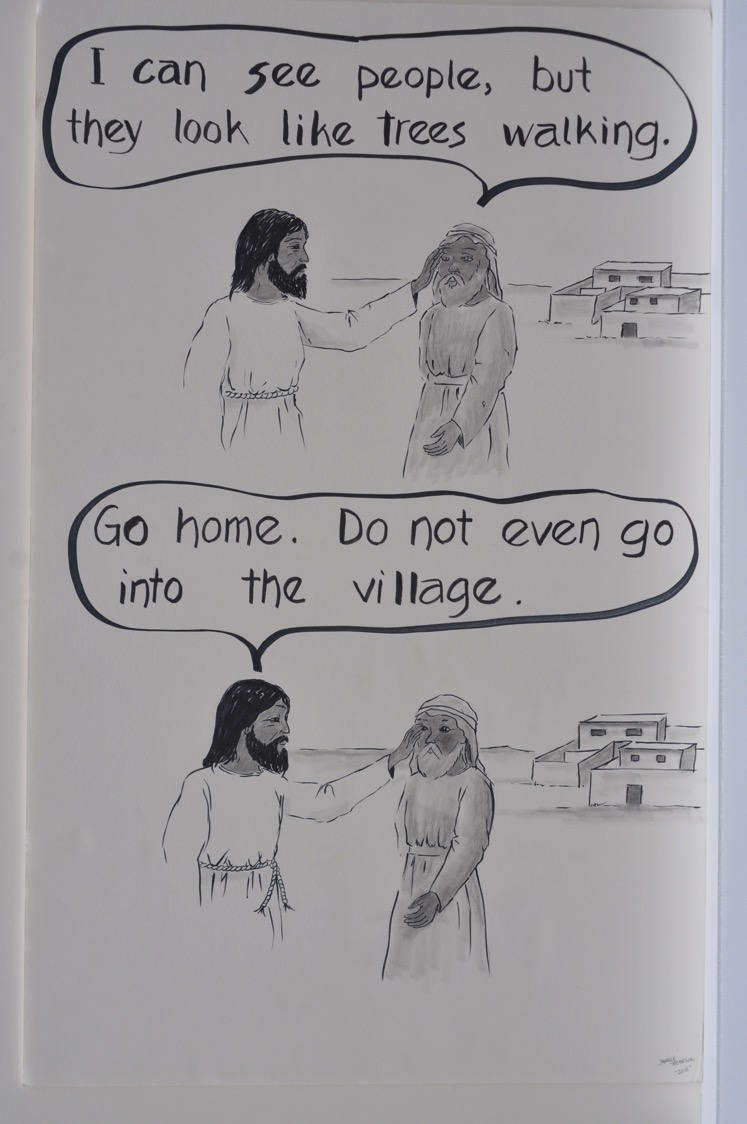 I can see people, but
they look like trees walking.
Go home. Do not even go
into the village.